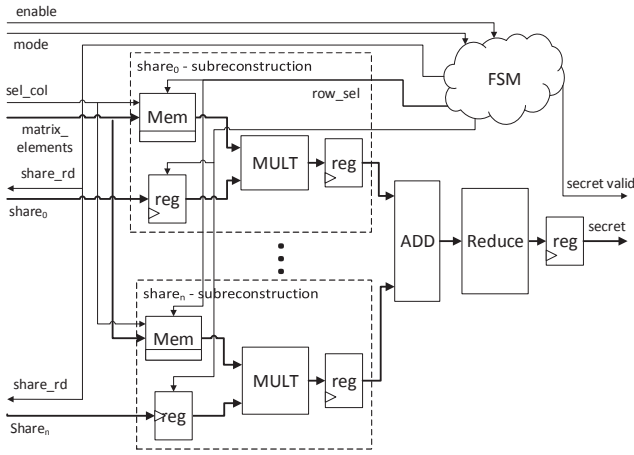 enable
mode
share₀ - subreconstruction
FSM
sel_col
row_sel
Mem
matrix_
elements
MULT
reg
share_rd
reg
secret valid
share₀
ADD
Reduce
reg
secret
shareₙ - subreconstruction
Mem
MULT
reg
share_rd
reg
Shareₙ